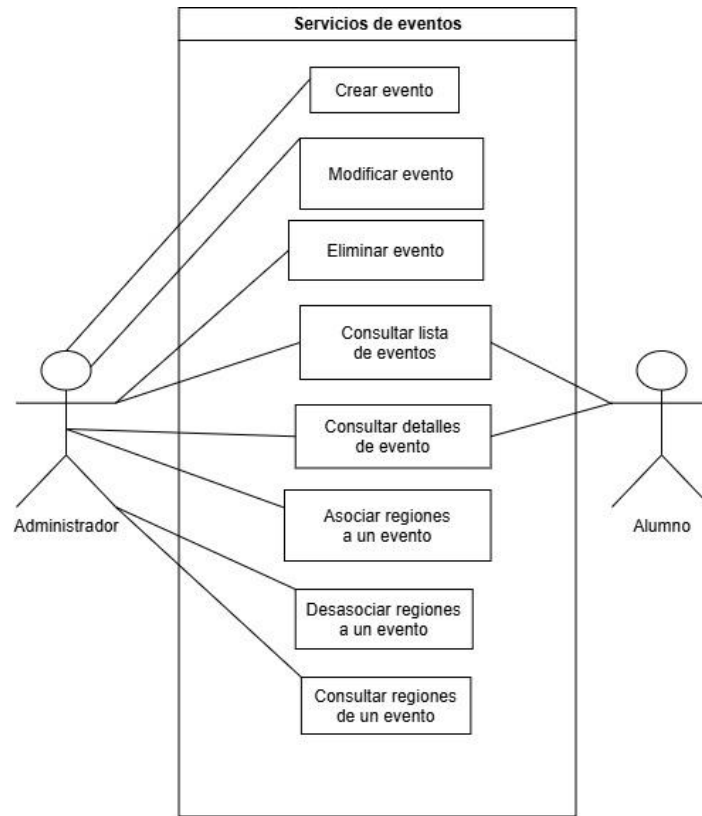 Servicios de eventos
Crear evento
Modificar evento
Eliminar evento
Consultar lista
de eventos
Consultar detalles
de evento
Asociar regiones
a un evento
Administrador
Alumno
Desasociar regiones
a un evento
Consultar regiones
de un evento